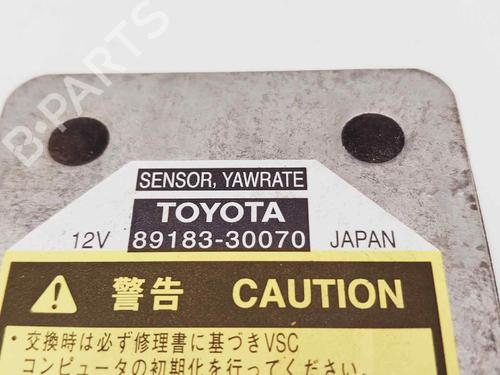 B-PARTS
SENSOR, YAWRATE
TOYOTA
12V 89183-30070 JAPAN
警告 CAUTION
・交換時は必ず修理書に基づきVSC
コンピュータの初期化を行ってください。